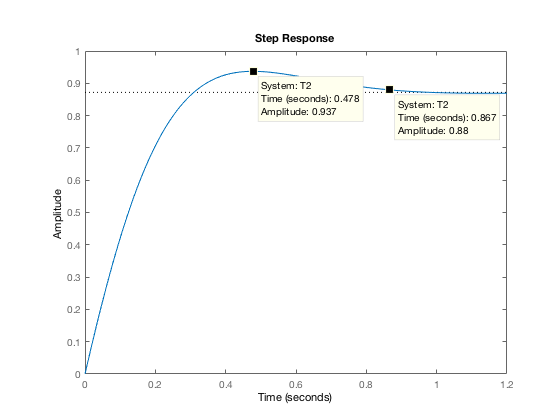 Step Response
1
0.9
0.8
0.7
0.6
0.5
0.4
0.3
0.2
0.1
0
Amplitude
System: T2
Time (seconds): 0.478
Amplitude: 0.937
System: T2
Time (seconds): 0.867
Amplitude: 0.88
0 0.2 0.4 0.6 0.8 1 1.2
Time (seconds)